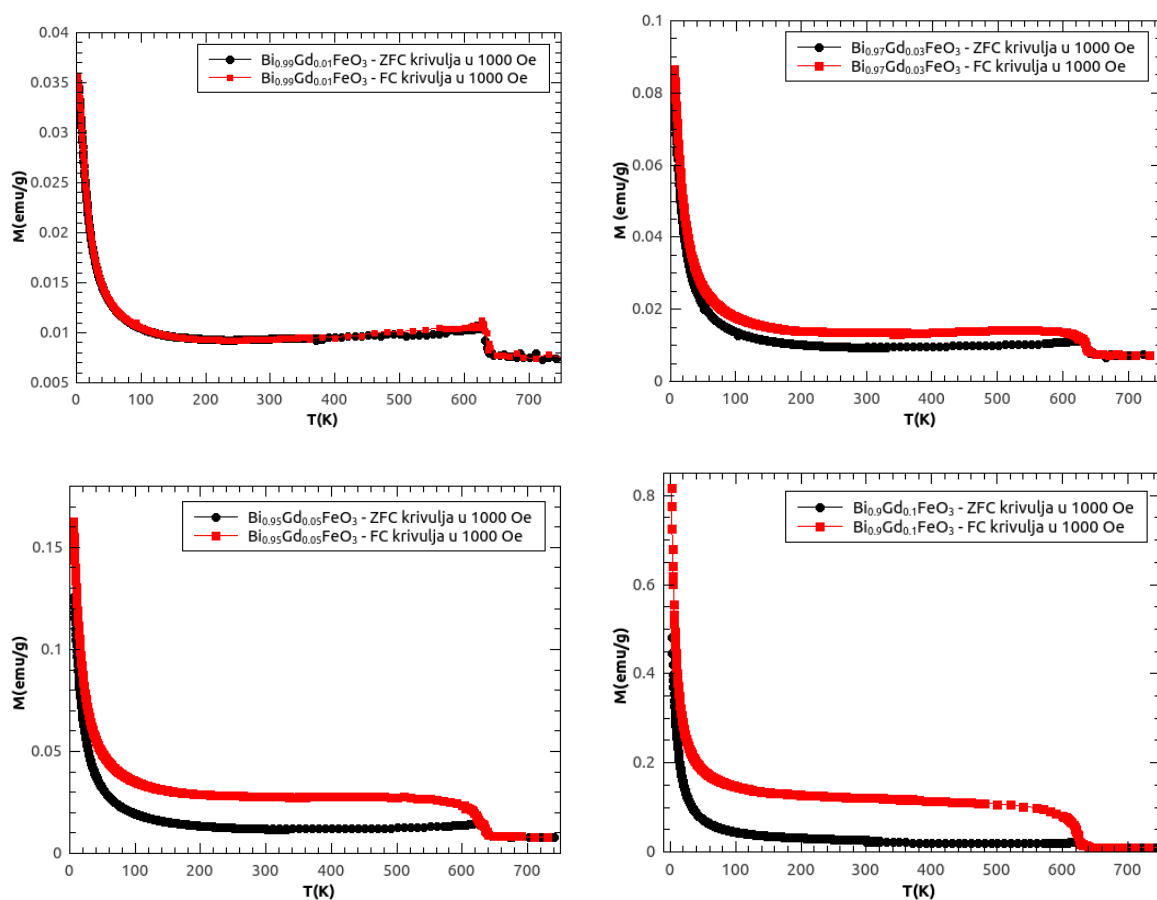 Bi0.99Gd0.01FeO3 - ZFC krivulja u 1000 Oe
Bi0.99Gd0.01FeO3 - FC krivulja u 1000 Oe
M(emu/g)
0.04
0.035
0.03
0.025
0.02
0.015
0.01
0.005
0 100 200 300 400 500 600 700
T(K)
Bi0.97Gd0.03FeO3 - ZFC krivulja u 1000 Oe
Bi0.97Gd0.03FeO3 - FC krivulja u 1000 Oe
M (emu/g)
0.1
0.08
0.06
0.04
0.02
0
0 100 200 300 400 500 600 700
T(K)
Bi0.95Gd0.05FeO3 - ZFC krivulja u 1000 Oe
Bi0.95Gd0.05FeO3 - FC krivulja u 1000 Oe
M(emu/g)
0.15
0.1
0.05
0
0 100 200 300 400 500 600 700
T(K)
Bi0.9Gd0.1FeO3 - ZFC krivulja u 1000 Oe
Bi0.9Gd0.1FeO3 - FC krivulja u 1000 Oe
M(emu/g)
0.8
0.6
0.4
0.2
0
0 100 200 300 400 500 600 700
T(K)